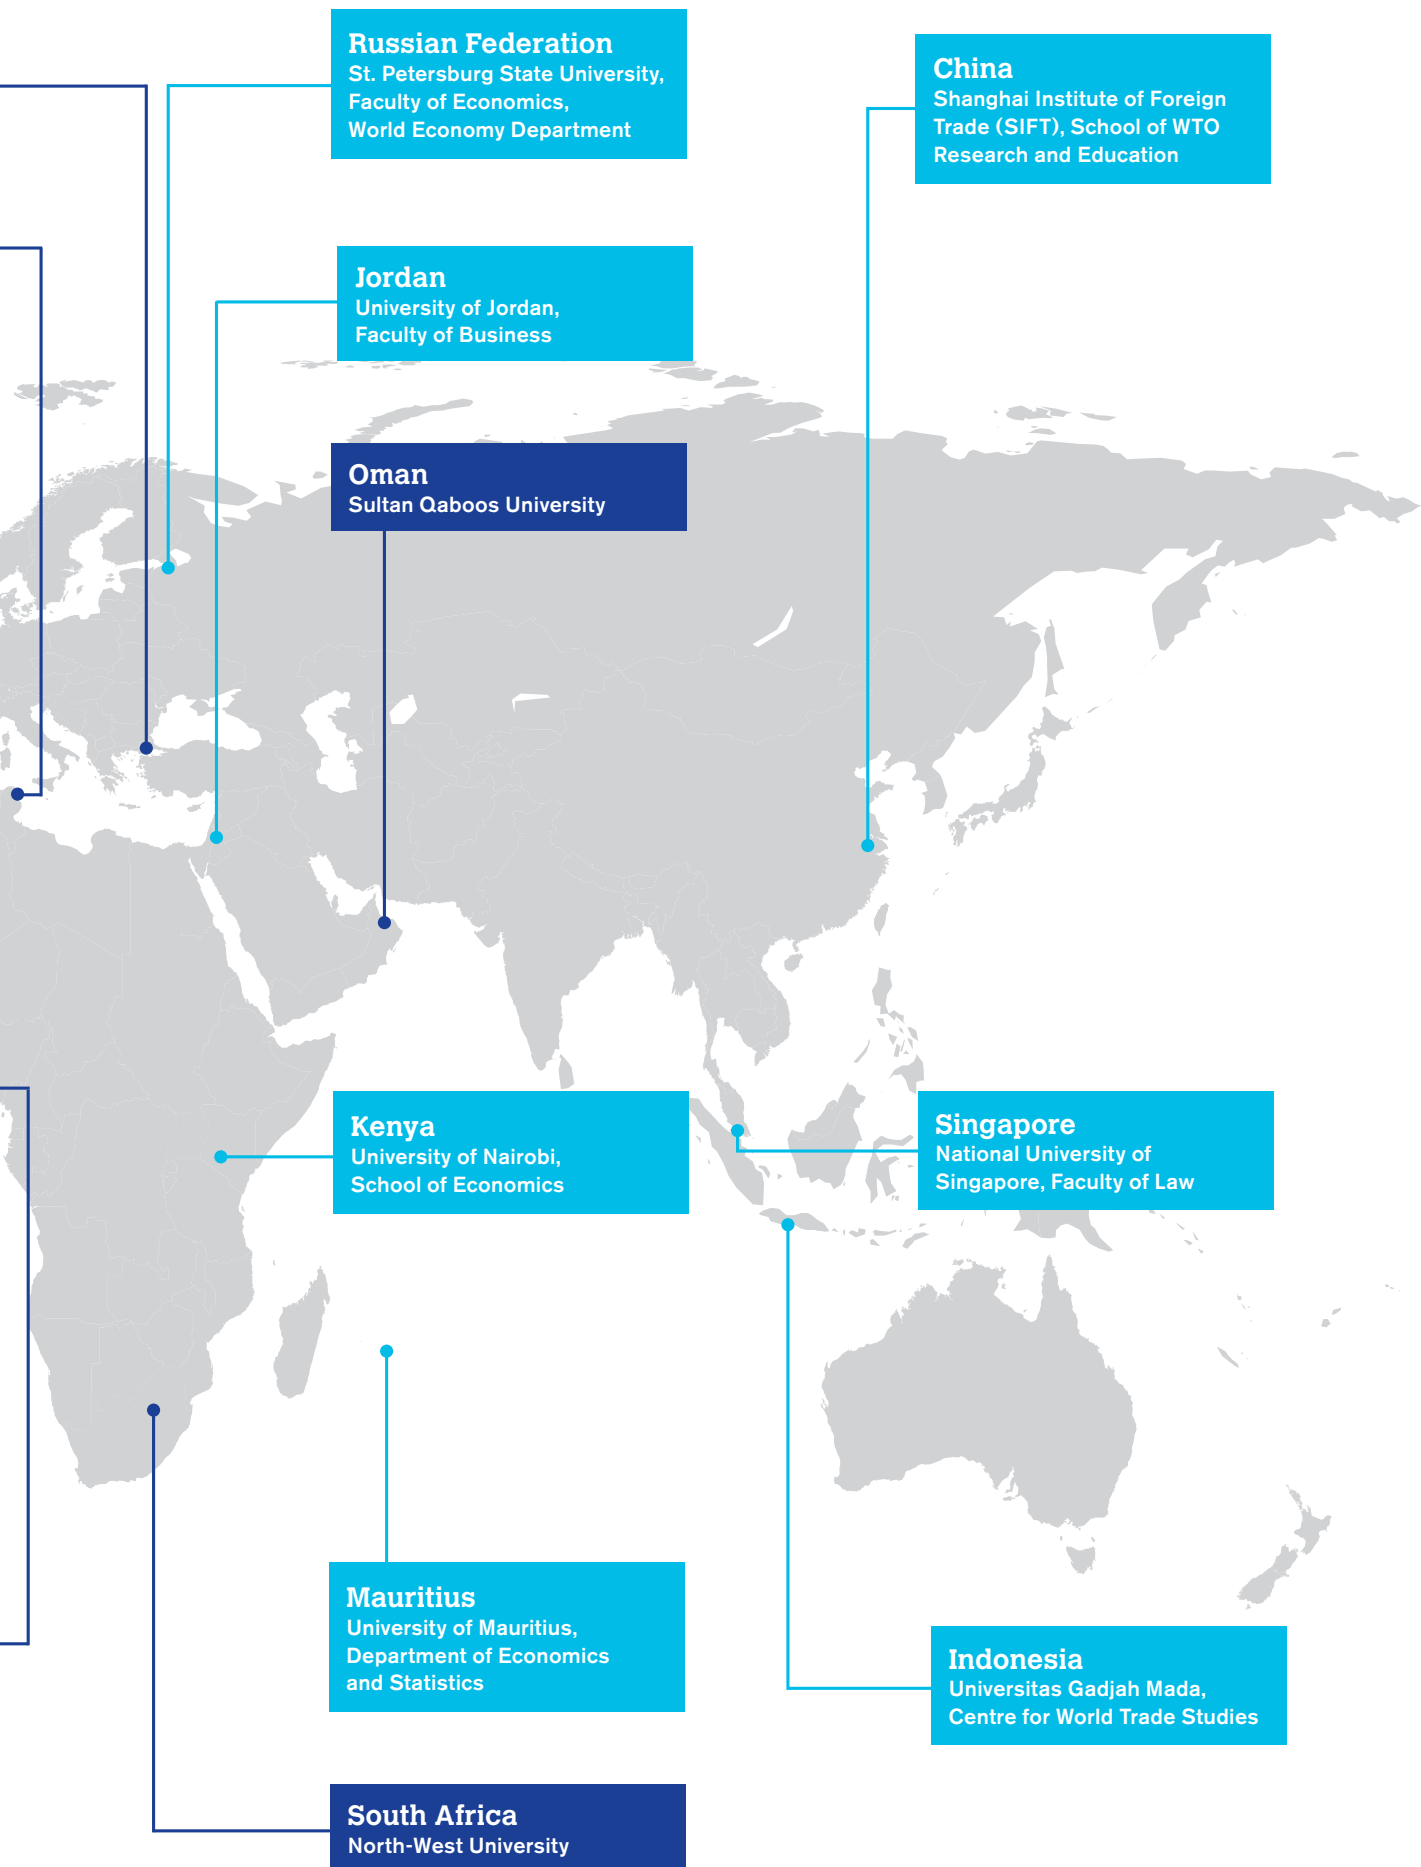 Russian Federation
St. Petersburg State University,
Faculty of Economics,
World Economy Department
China
Shanghai Institute of Foreign
Trade (SIFT), School of WTO
Research and Education
Jordan
University of Jordan,
Faculty of Business
Oman
Sultan Qaboos University
Kenya
University of Nairobi,
School of Economics
Singapore
National University of
Singapore, Faculty of Law
Mauritius
University of Mauritius,
Department of Economics
and Statistics
Indonesia
Universitas Gadjah Mada,
Centre for World Trade Studies
South Africa
North-West University